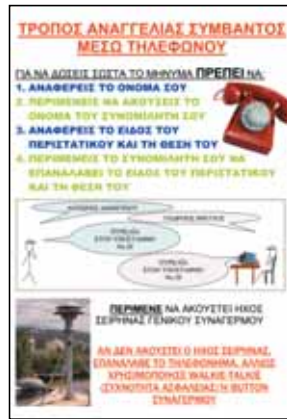 ΤΡΟΠΟΣ ΑΝΑΓΓΕΛΙΑΣ ΣΥΜΒΑΝΤΟΣ
ΜΕΣΩ ΤΗΛΕΦΩΝΟΥ
ΓΙΑ ΝΑ ΔΩΣΕΙΣ ΣΩΣΤΑ ΤΟ ΜΗΝΥΜΑ ΠΡΕΠΕΙ ΝΑ:
1. ΑΝΑΦΕΡΕΙΣ ΤΟ ΟΝΟΜΑ ΣΟΥ
2. ΠΕΡΙΜΕΝΕΙΣ ΝΑ ΑΚΟΥΣΕΙΣ ΤΟ
ΟΝΟΜΑ ΤΟΥ ΣΥΝΟΜΙΛΗΤΗ ΣΟΥ
3. ΑΝΑΦΕΡΕΙΣ ΤΟ ΕΙΔΟΣ ΤΟΥ
ΠΕΡΙΣΤΑΤΙΚΟΥ ΚΑΙ ΤΗ ΘΕΣΗ ΤΟΥ
4. ΠΕΡΙΜΕΝΕΙΣ ΤΟ ΣΥΝΟΜΙΛΗΤΗ ΣΟΥ ΝΑ
ΕΠΑΝΑΛΑΒΕΙ ΤΟ ΕΙΔΟΣ ΤΟΥ ΠΕΡΙΣΤΑΤΙΚΟΥ
ΚΑΙ ΤΗ ΘΕΣΗ ΤΟΥ
ΠΕΡΙΜΕΝΕ ΝΑ ΑΚΟΥΣΤΕΙ ΗΧΟΣ
ΣΕΙΡΗΝΑΣ ΓΕΝΙΚΟΥ ΣΥΝΑΓΕΡΜΟΥ
ΑΝ ΔΕΝ ΑΚΟΥΣΤΕΙ Ο ΗΧΟΣ ΣΕΙΡΗΝΑΣ,
ΕΠΑΝΑΛΑΒΕ ΤΟ ΤΗΛΕΦΩΝΗΜΑ, ΑΛΛΙΩΣ
ΧΡΗΣΙΜΟΠΟΙΗΣΕ WALKIE TALKIE
(ΣΥΧΝΟΤΗΤΑ ΑΣΦΑΛΕΙΑΣ) Ή BUTTON
ΣΥΝΑΓΕΡΜΟΥ